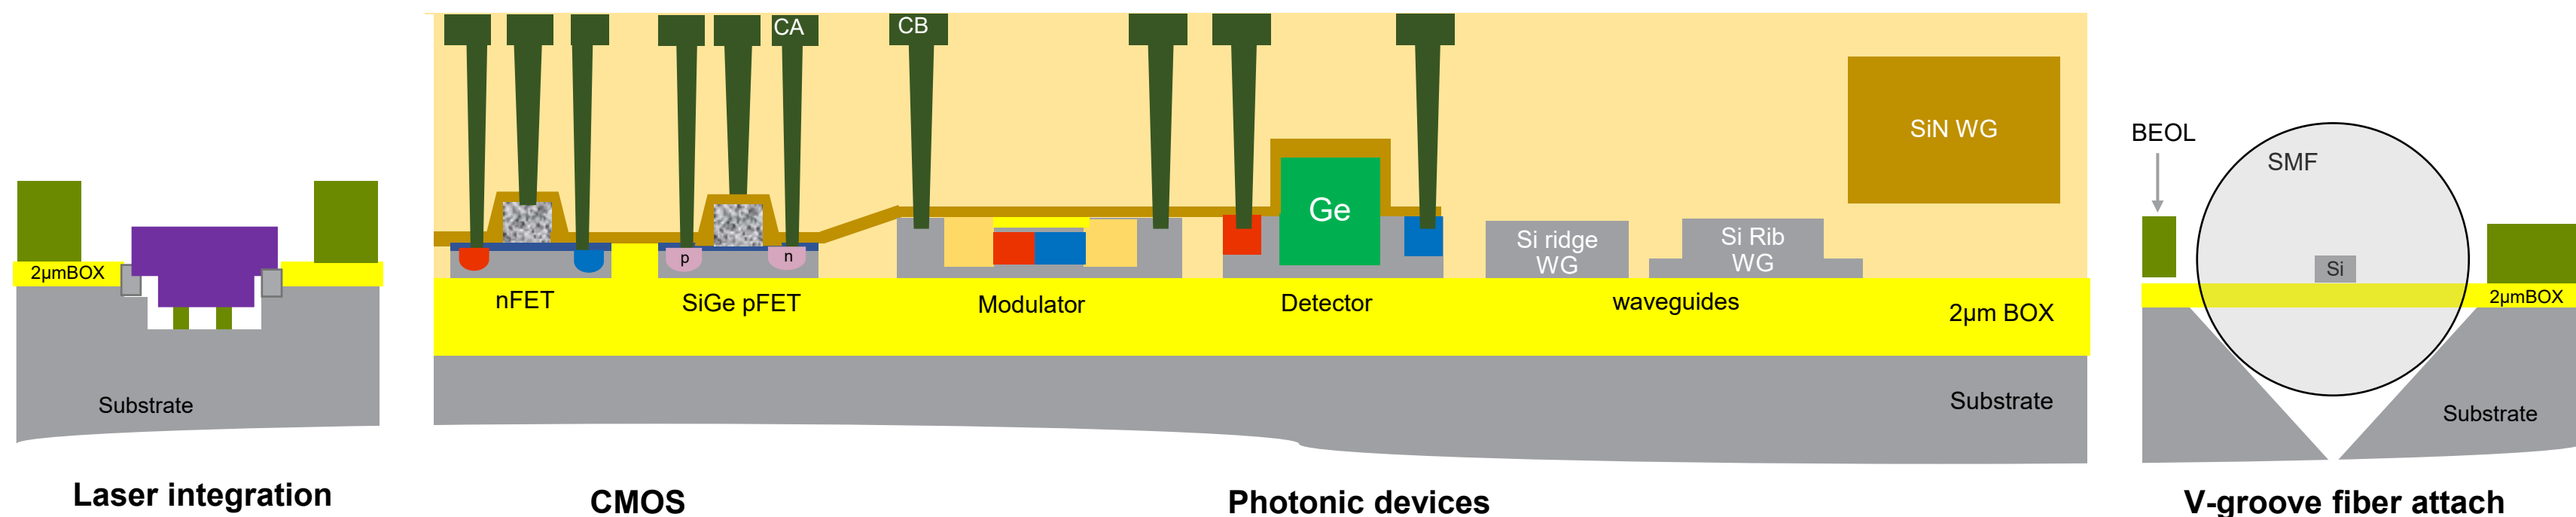 2μmBOX
Substrate
Laser integration
CA
CB
p
n
nFET
SiGe pFET
Modulator
Ge
Detector
Si ridge
WG
Si Rib
WG
waveguides
SiN WG
2μm BOX
Substrate
CMOS
Photonic devices
BEOL
SMF
Si
2μmBOX
Substrate
V-groove fiber attach